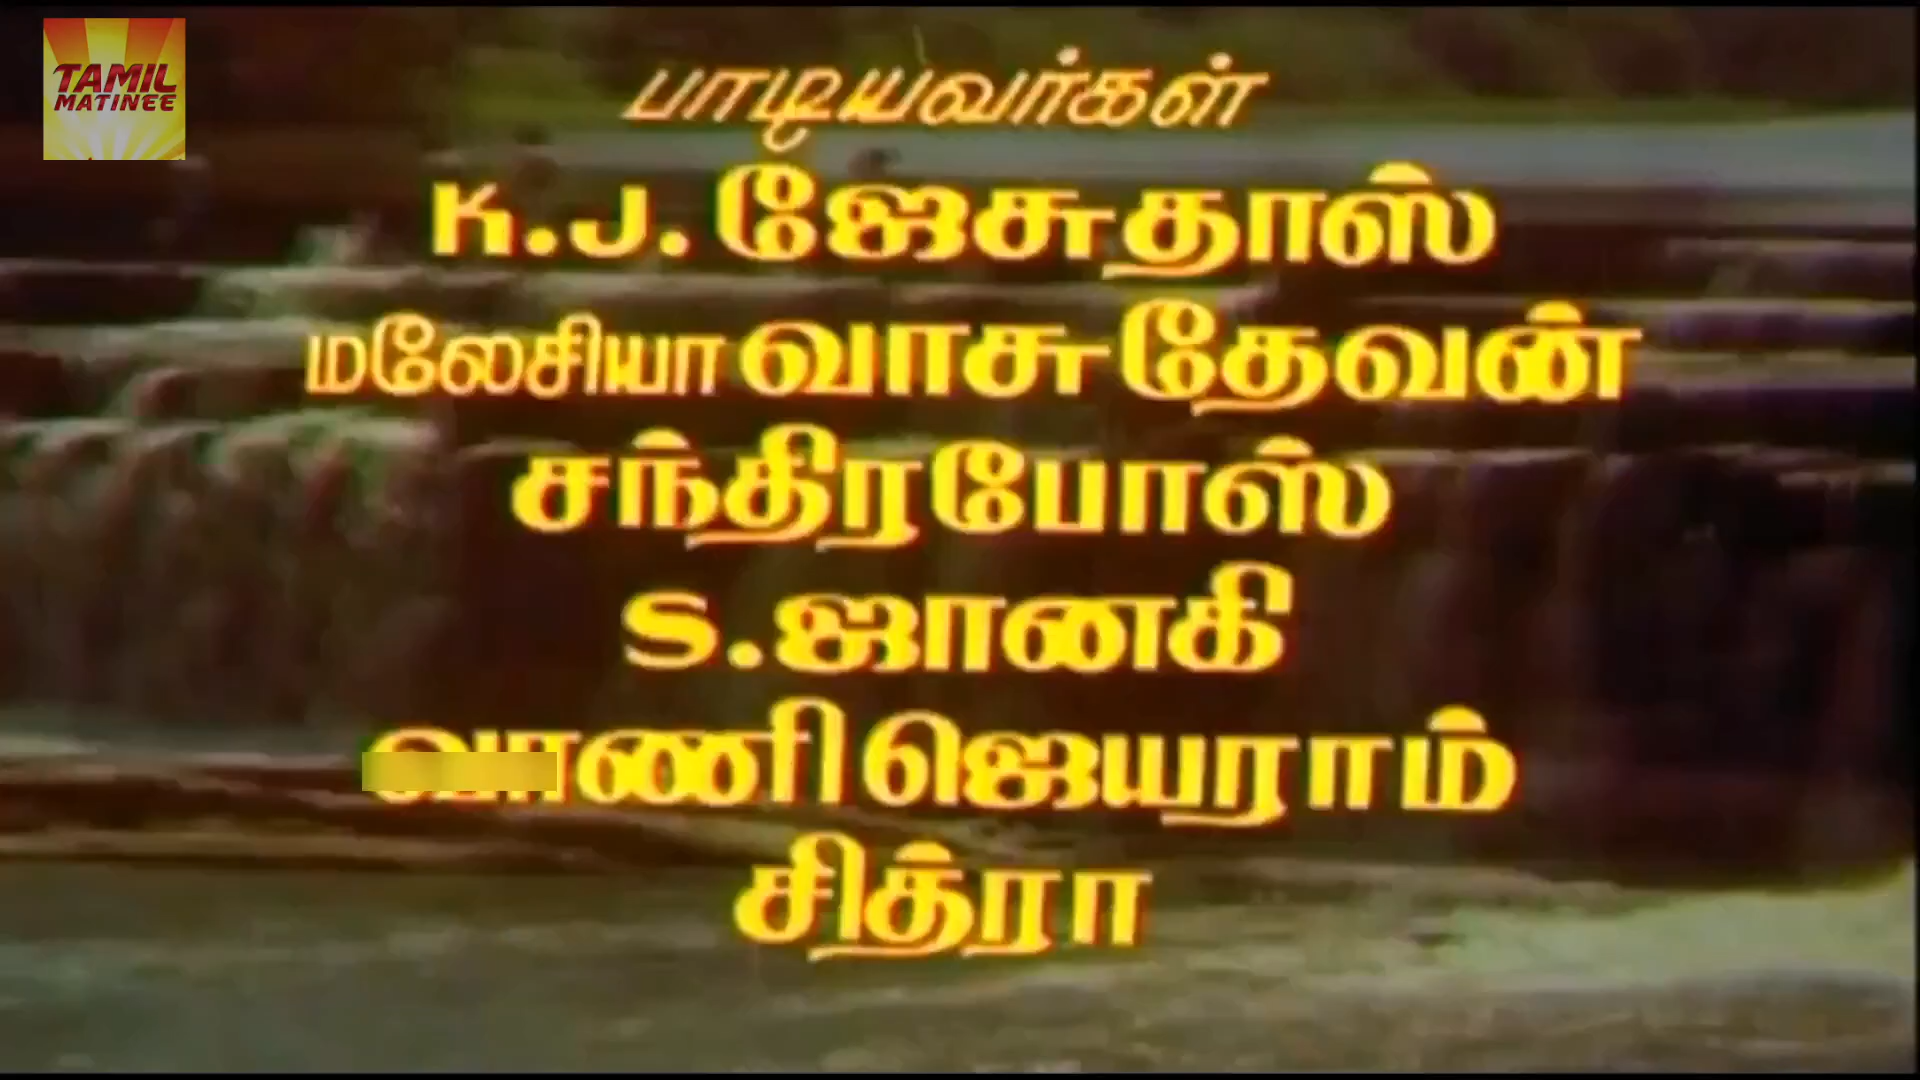 TAMIL
MATINEE
பாடியவர்கள்
K.J. ஜேசுதாஸ்
மலேசியா வாசுதேவன்
சந்திரபோஸ்
S. ஜானகி
வாணி ஜெயராம்
சித்ரா